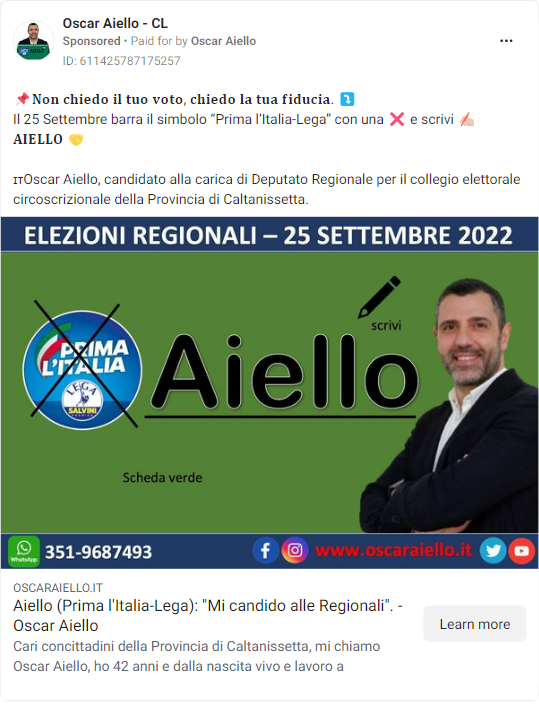 Oscar Aiello - CL
Sponsored • Paid for by Oscar Aiello
ID: 611425787175257
📌Non chiedo il tuo voto, chiedo la tua fiducia. ⤵️
Il 25 Settembre barra il simbolo “Prima l’Italia-Lega” con una ❌ e scrivi ✍🏻
AIELLO 🤝
ITOscar Aiello, candidato alla carica di Deputato Regionale per il collegio elettorale
circoscrizionale della Provincia di Caltanissetta.
ELEZIONI REGIONALI – 25 SETTEMBRE 2022
scrivi
PRIMA
L'ITALIA
LEGA
SALVINI
Aiello
Scheda verde
WhatsApp
351-9687493
www.oscaraiello.it
OSCARAIELLO.IT
Aiello (Prima l'Italia-Lega): "Mi candido alle Regionali". -
Oscar Aiello
Learn more
Cari concittadini della Provincia di Caltanissetta, mi chiamo
Oscar Aiello, ho 42 anni e dalla nascita vivo e lavoro a